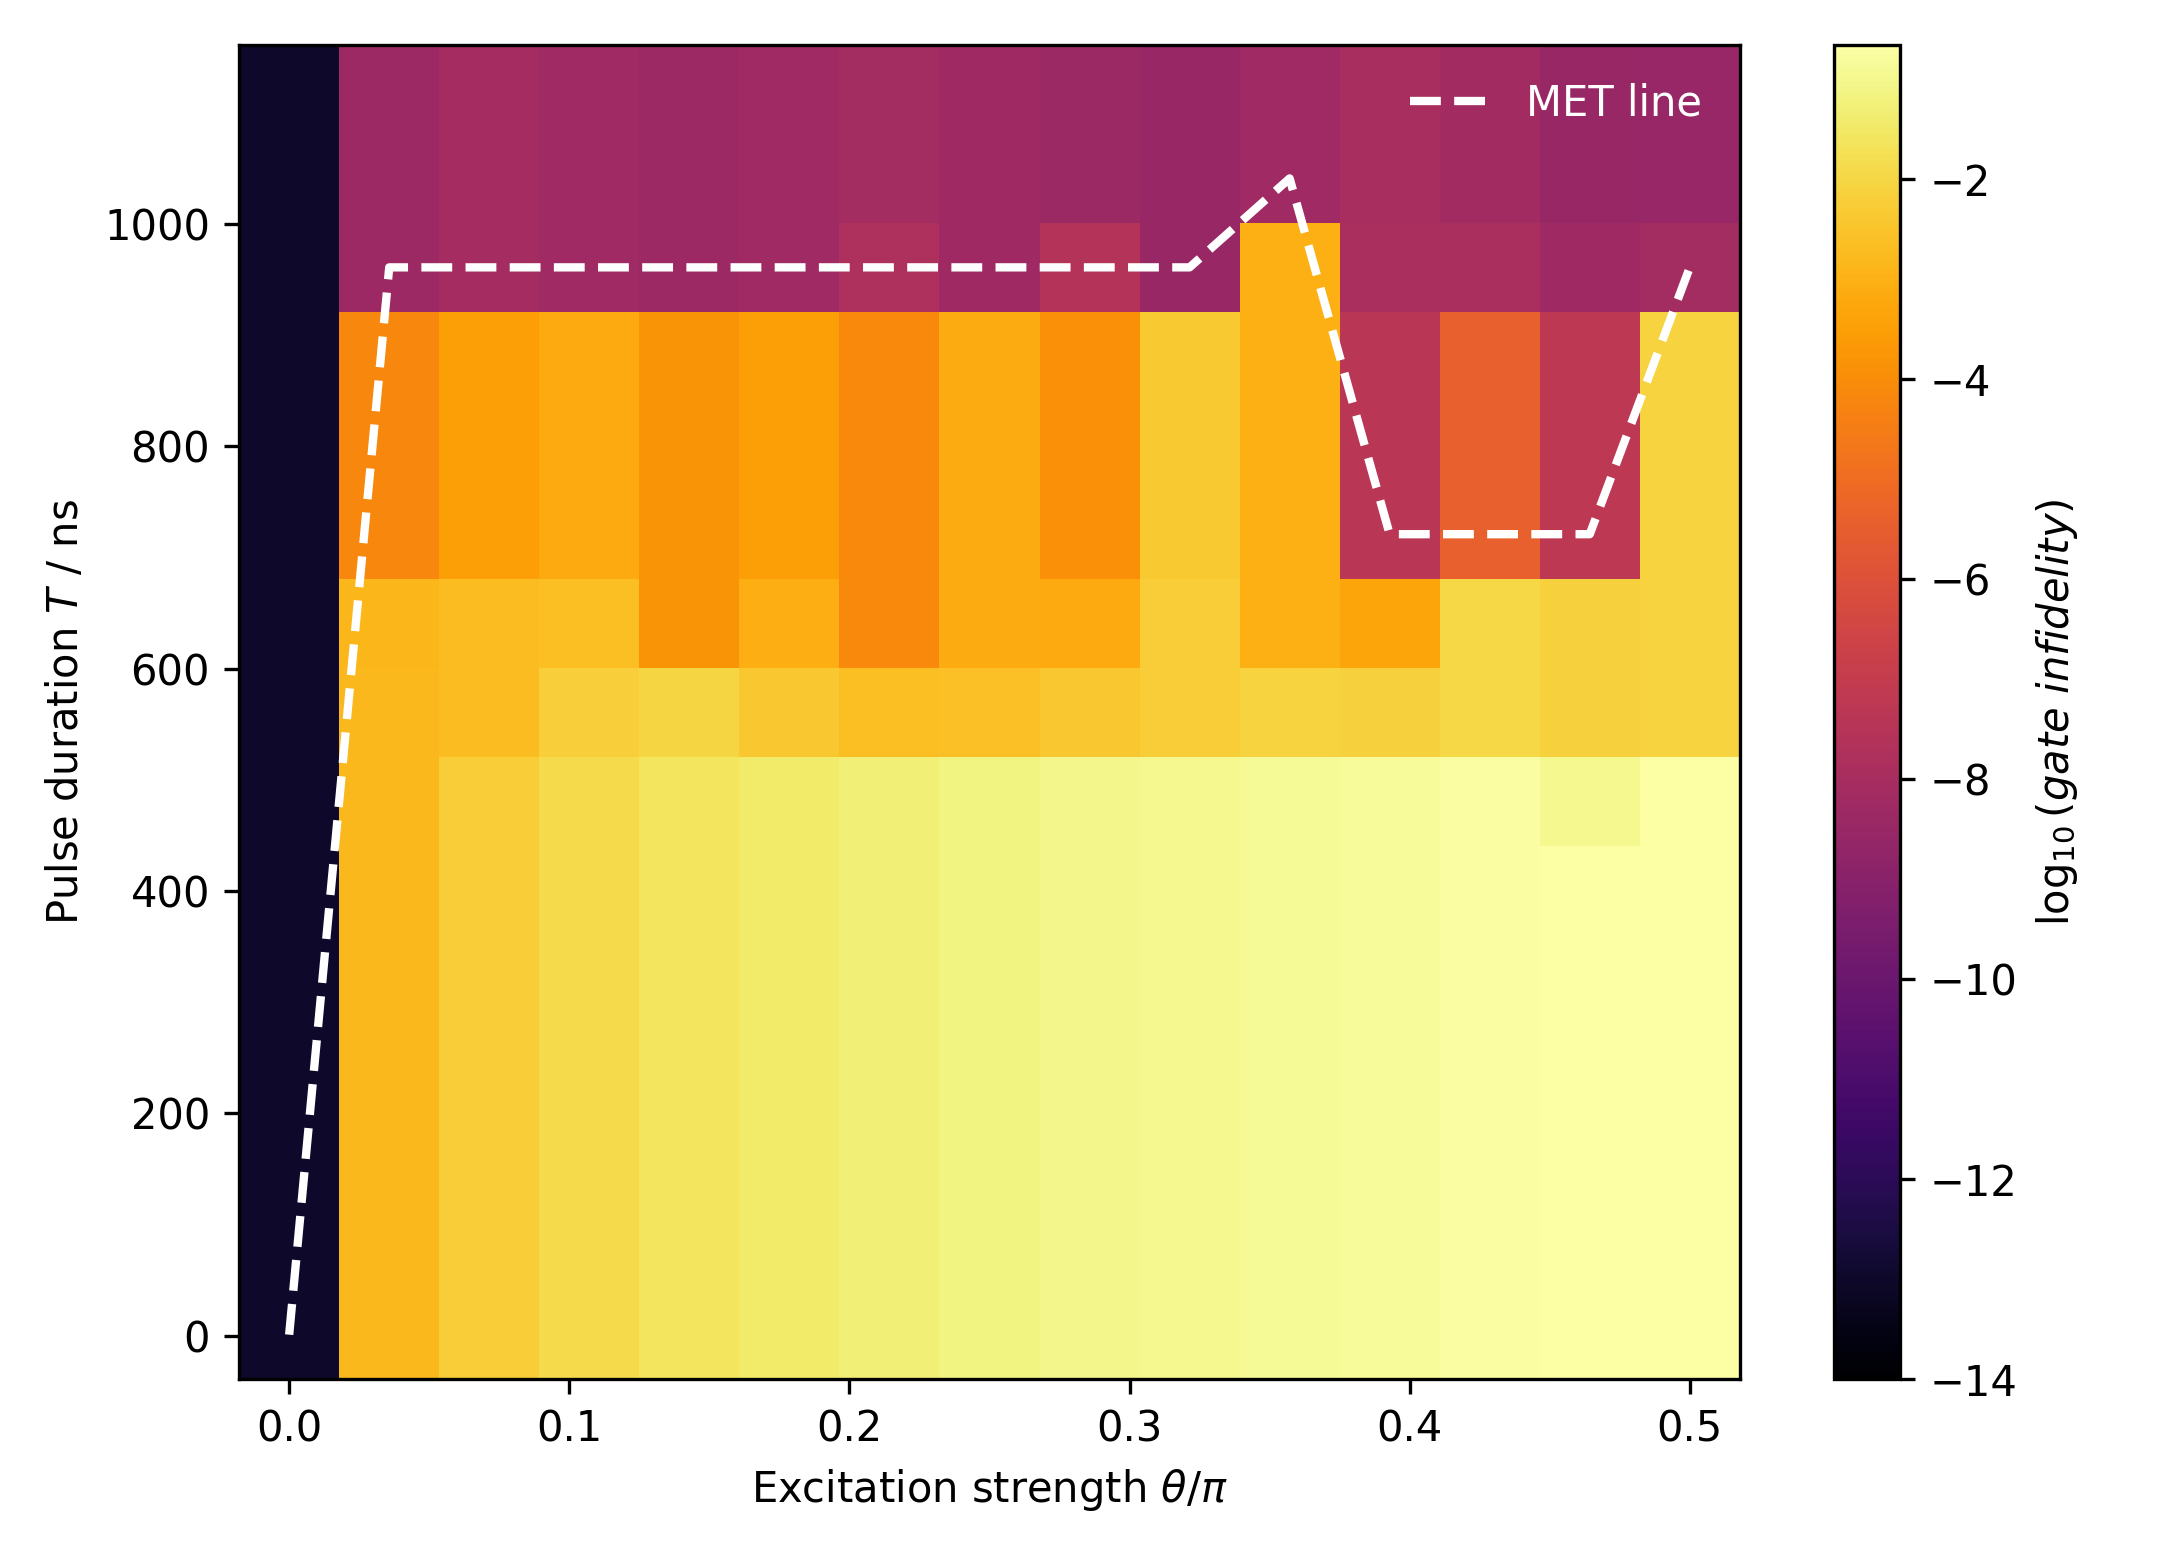 MET line
1000
800
600
400
200
0
Pulse duration T / ns
0.0 0.1 0.2 0.3 0.4 0.5
Excitation strength θ/π
−2
−4
−6
−8
−10
−12
−14
log₁₀(gate infidelity)